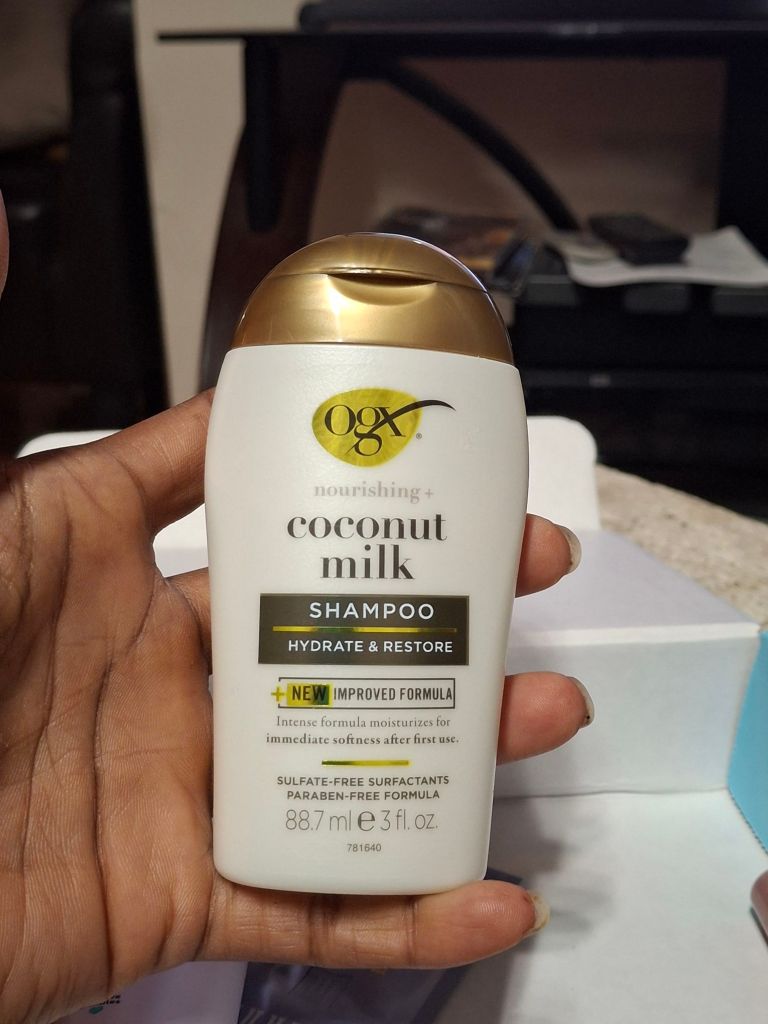 ogx®
nourishing +
coconut
milk
SHAMPOO
HYDRATE & RESTORE
+ NEW IMPROVED FORMULA
Intense formula moisturizes for
immediate softness after first use.
SULFATE-FREE SURFACTANTS
PARABEN-FREE FORMULA
88.7 ml e 3 fl. oz.
781640